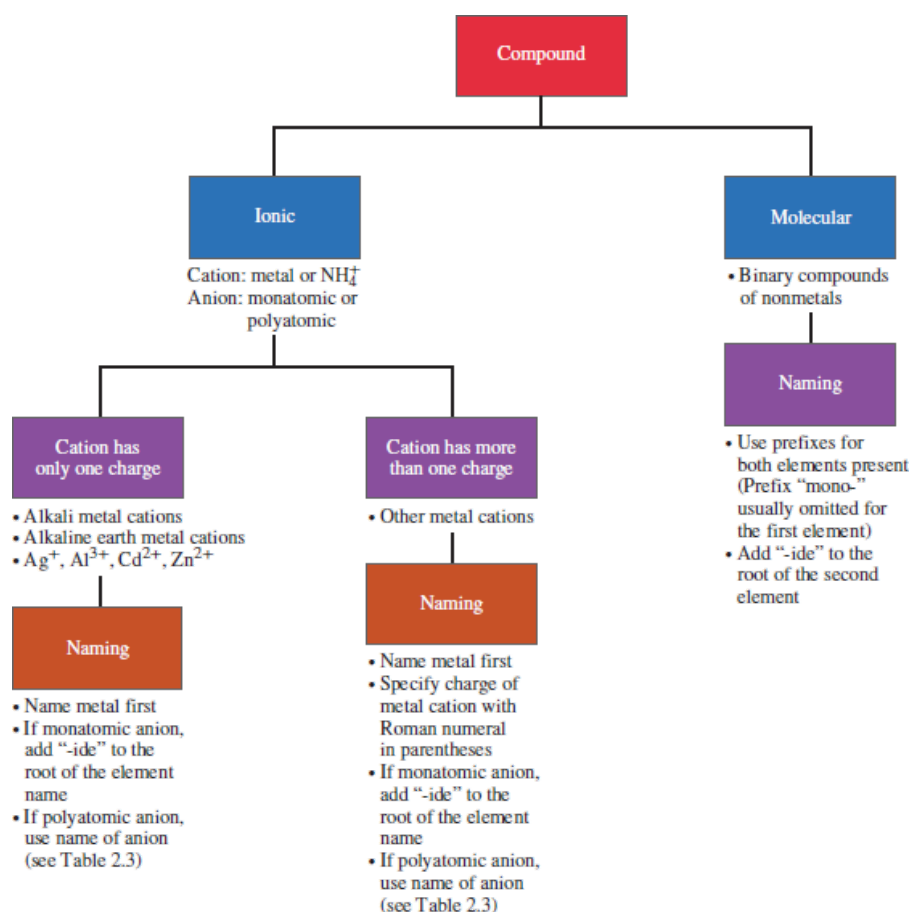 Compound
Ionic
Cation: metal or NH₄⁺
Anion: monatomic or
polyatomic
Molecular
• Binary compounds
of nonmetals
Naming
• Use prefixes for
both elements present
(Prefix “mono-”
usually omitted for
the first element)
• Add “-ide” to the
root of the second
element
Cation has
only one charge
• Alkali metal cations
• Alkaline earth metal cations
• Ag⁺, Al³⁺, Cd²⁺, Zn²⁺
Naming
• Name metal first
• If monatomic anion,
add “-ide” to the
root of the element
name
• If polyatomic anion,
use name of anion
(see Table 2.3)
Cation has more
than one charge
• Other metal cations
Naming
• Name metal first
• Specify charge of
metal cation with
Roman numeral
in parentheses
• If monatomic anion,
add “-ide” to the
root of the element
name
• If polyatomic anion,
use name of anion
(see Table 2.3)